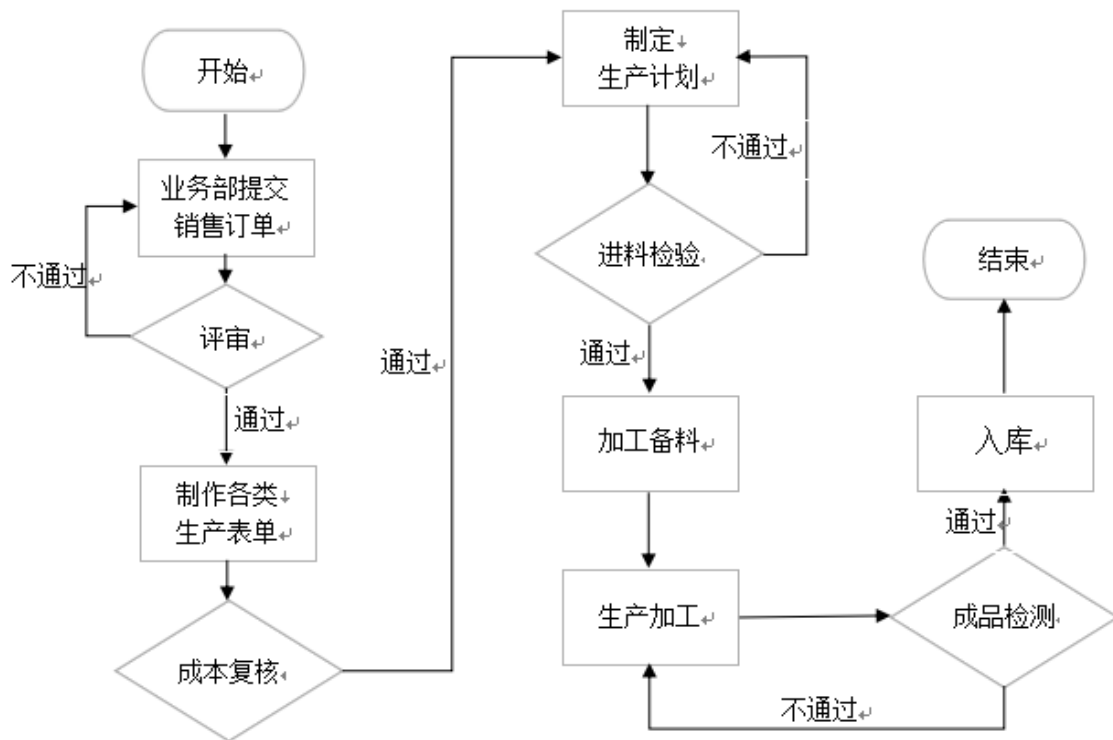 开始
业务部提交
销售订单
不通过
评审
通过
制作各类
生产表单
成本复核
通过
制定
生产计划
不通过
进料检验
通过
加工备料
生产加工
不通过
成品检测
通过
入库
结束